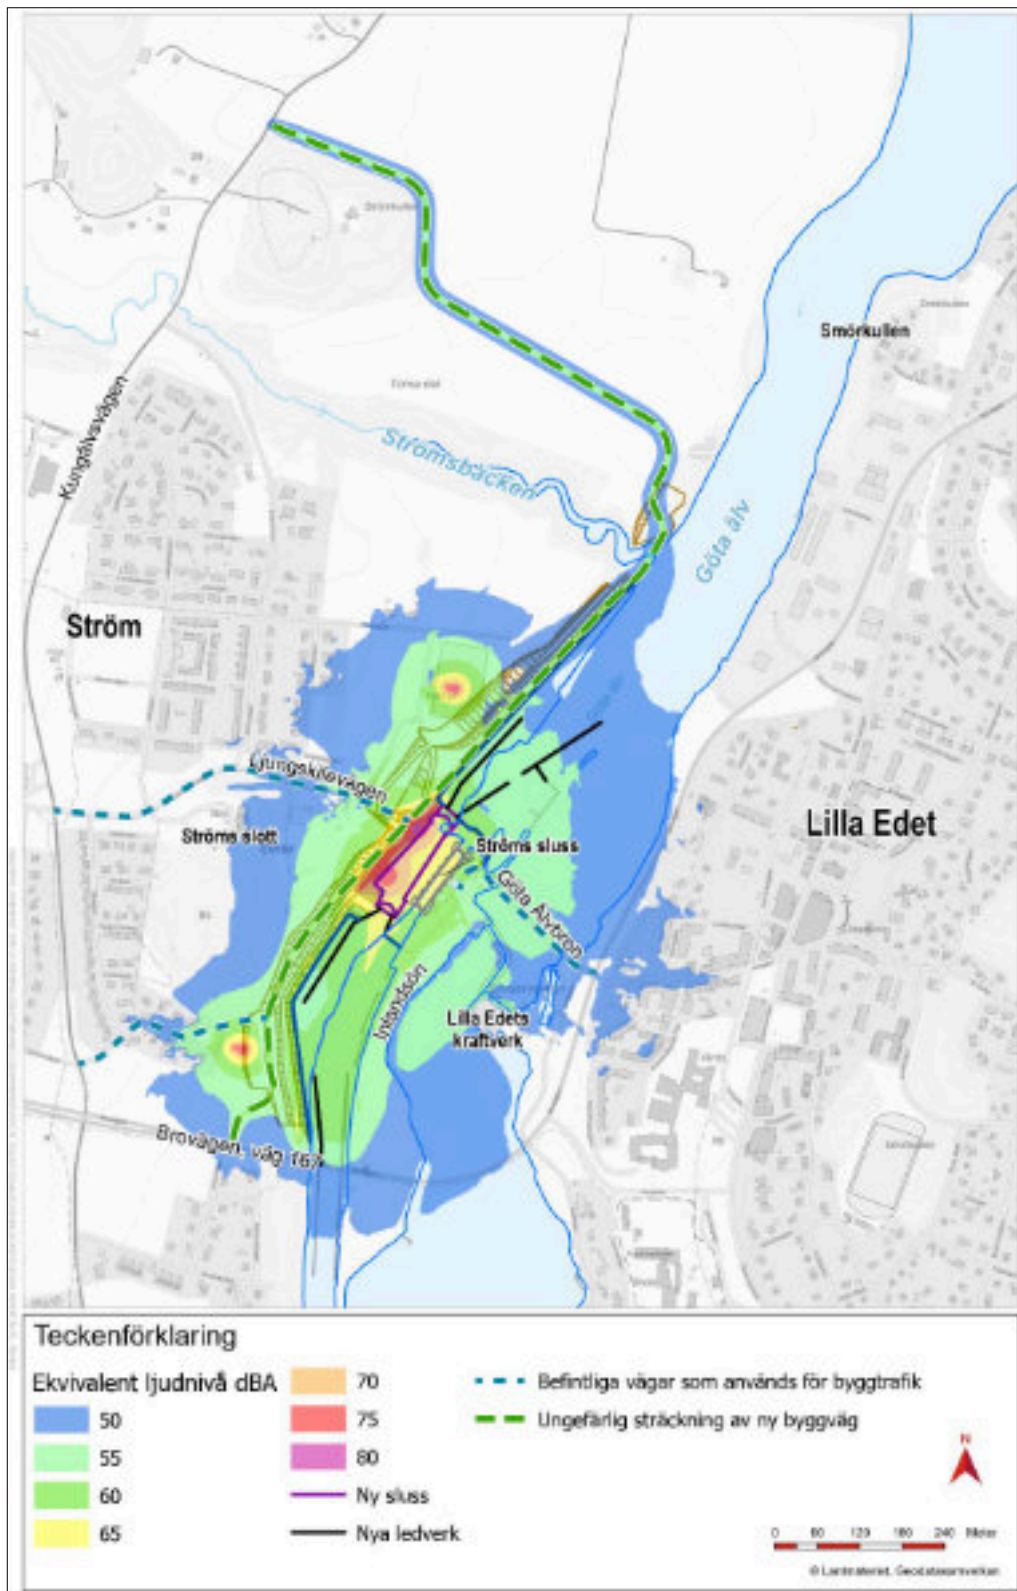 Smörkullen
Smörkullen
Kungälvsvägen
Strömsbäcken
Göta älv
Ström
Ljungskilevägen
Ströms slott
Ströms sluss
Lilla Edet
Göta Älvbron
Inlandsön
Lilla Edets
kraftverk
Brovägen, väg 167
Teckenförklaring
Ekvivalent ljudnivå dBA
50
55
60
65
70
75
80
Ny sluss
Nya ledverk
Befintliga vägar som används för byggtrafik
Ungefärlig sträckning av ny byggväg
N
0 60 120 180 240 Meter
© Lantmäteriet, Geodatasamverkan